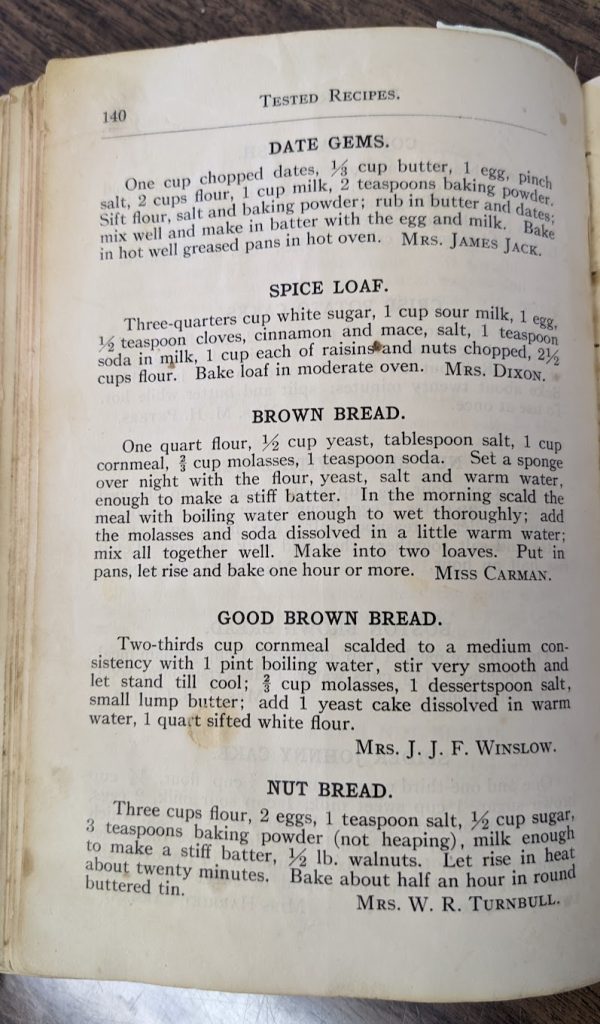 140
TESTED RECIPES.
DATE GEMS.
One cup chopped dates, ⅓ cup butter, 1 egg, pinch
salt, 2 cups flour, 1 cup milk, 2 teaspoons baking powder.
Sift flour, salt and baking powder; rub in butter and dates;
mix well and make in batter with the egg and milk. Bake
in hot well greased pans in hot oven. MRS. JAMES JACK.
SPICE LOAF.
Three-quarters cup white sugar, 1 cup sour milk, 1 egg,
½ teaspoon cloves, cinnamon and mace, salt, 1 teaspoon
soda in milk, 1 cup each of raisins and nuts chopped, 2½
cups flour. Bake loaf in moderate oven. MRS. DIXON.
BROWN BREAD.
One quart flour, ½ cup yeast, tablespoon salt, 1 cup
cornmeal, ⅔ cup molasses, 1 teaspoon soda. Set a sponge
over night with the flour, yeast, salt and warm water,
enough to make a stiff batter. In the morning scald the
meal with boiling water enough to wet thoroughly; add
the molasses and soda dissolved in a little warm water;
mix all together well. Make into two loaves. Put in
pans, let rise and bake one hour or more. MISS CARMAN.
GOOD BROWN BREAD.
Two-thirds cup cornmeal scalded to a medium con-
sistency with 1 pint boiling water, stir very smooth and
let stand till cool; ⅔ cup molasses, 1 dessertspoon salt,
small lump butter; add 1 yeast cake dissolved in warm
water, 1 quart sifted white flour.
MRS. J. J. F. WINSLOW.
NUT BREAD.
Three cups flour, 2 eggs, 1 teaspoon salt, ½ cup sugar,
3 teaspoons baking powder (not heaping), milk enough
to make a stiff batter, ½ lb. walnuts. Let rise in heat
about twenty minutes. Bake about half an hour in round
buttered tin.
MRS. W. R. TURNBULL.